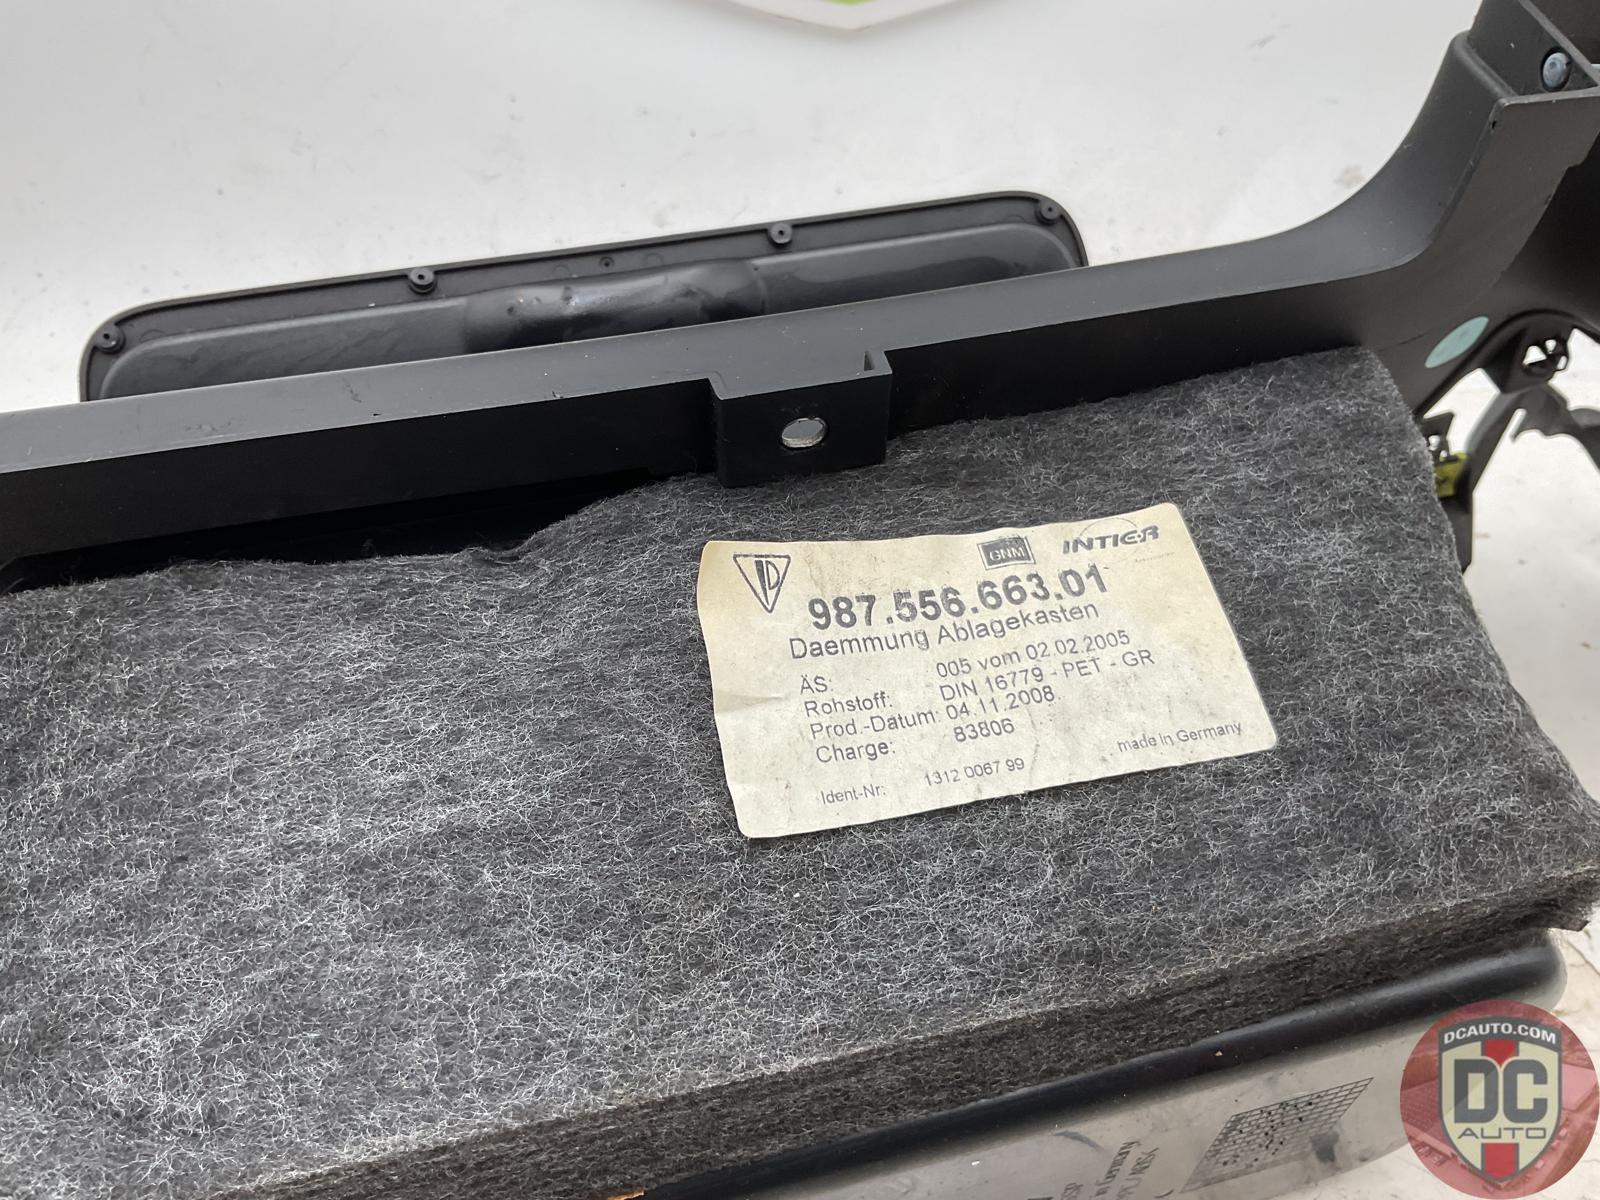 GNM INTIER
987.556.663.01
Daemmung Ablagekasten
ÄS: 005 vom 02.02.2005
Rohstoff: DIN 16779 - PET - GR
Prod.-Datum: 04.11.2008
Charge: 83806
Ident-Nr: 1312 0067 99 made in Germany
DCAUTO.COM
DC
AUTO